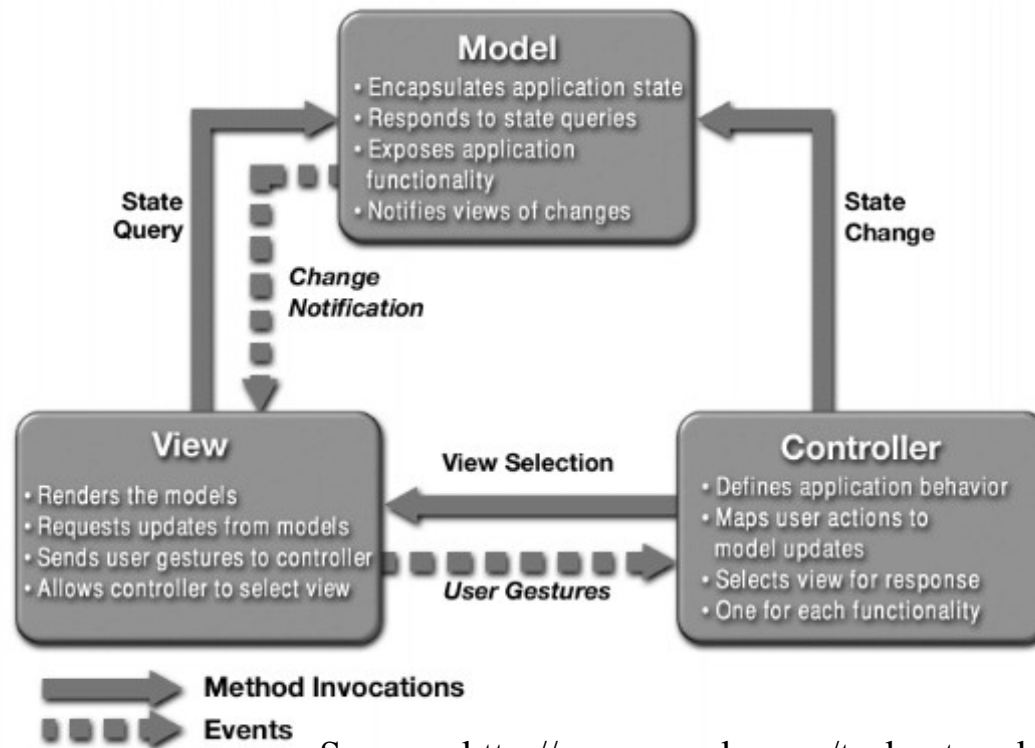 Model
• Encapsulates application state
• Responds to state queries
• Exposes application
functionality
• Notifies views of changes
State
Query
State
Change
Change
Notification
View
• Renders the models
• Requests updates from models
• Sends user gestures to controller
• Allows controller to select view
View Selection
User Gestures
Controller
• Defines application behavior
• Maps user actions to
model updates
• Selects view for response
• One for each functionality
Method Invocations
Events